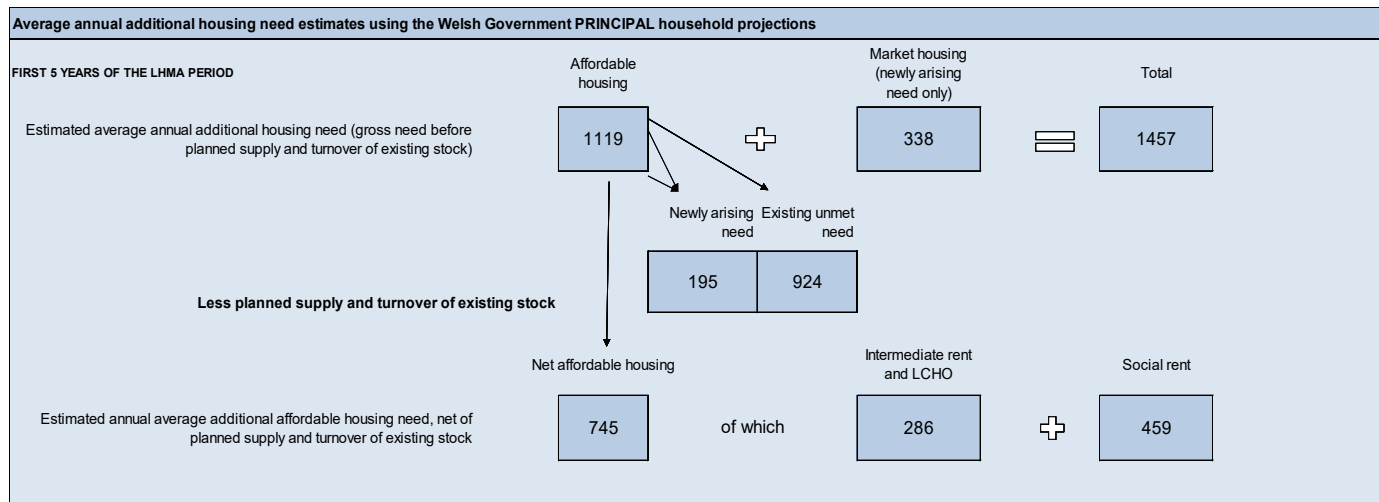 Average annual additional housing need estimates using the Welsh Government PRINCIPAL household projections
FIRST 5 YEARS OF THE LHMA PERIOD
Affordable
housing
Market housing
(newly arising
need only)
Total
Estimated average annual additional housing need (gross need before
planned supply and turnover of existing stock)
1119
338
1457
Newly arising
need
Existing unmet
need
195
924
Less planned supply and turnover of existing stock
Net affordable housing
Intermediate rent
and LCHO
Social rent
Estimated annual average additional affordable housing need, net of
planned supply and turnover of existing stock
745
of which
286
459